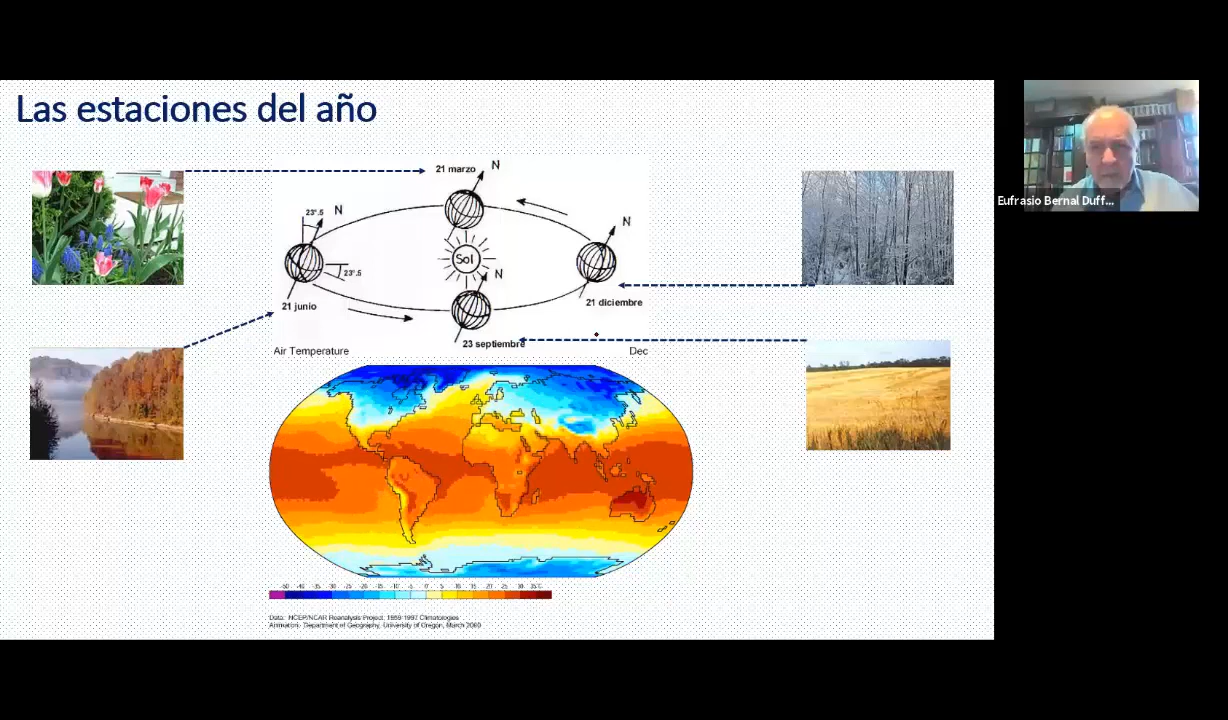 Las estaciones del año
21 marzo
N
23°.5
N
N
Sol
N
23°.5
21 junio
21 diciembre
23 septiembre
Air Temperature
Dec
Eufrasio Bernal Duff...
Data: NCEP/NCAR Reanalysis Project, 1959-1997 Climatologies
Animation: Department of Geography, University of Oregon, March 2000